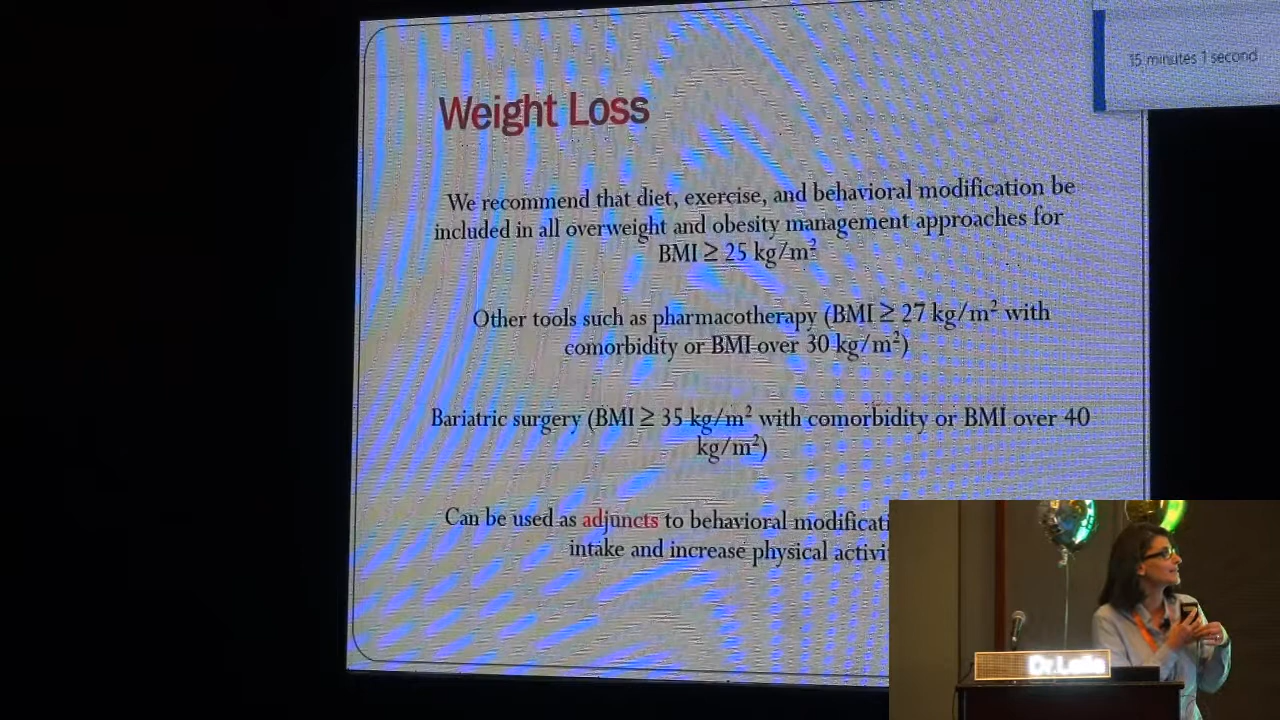 15 minutes 1 second
Weight Loss
We recommend that diet, exercise, and behavioral modification be
included in all overweight and obesity management approaches for
BMI ≥ 25 kg/m²
Other tools such as pharmacotherapy (BMI ≥ 27 kg/m² with
comorbidity or BMI over 30 kg/m²)
Bariatric surgery (BMI ≥ 35 kg/m² with comorbidity or BMI over 40
kg/m²)
Can be used as adjuncts to behavioral modificati
intake and increase physical activi
Dr.Laila